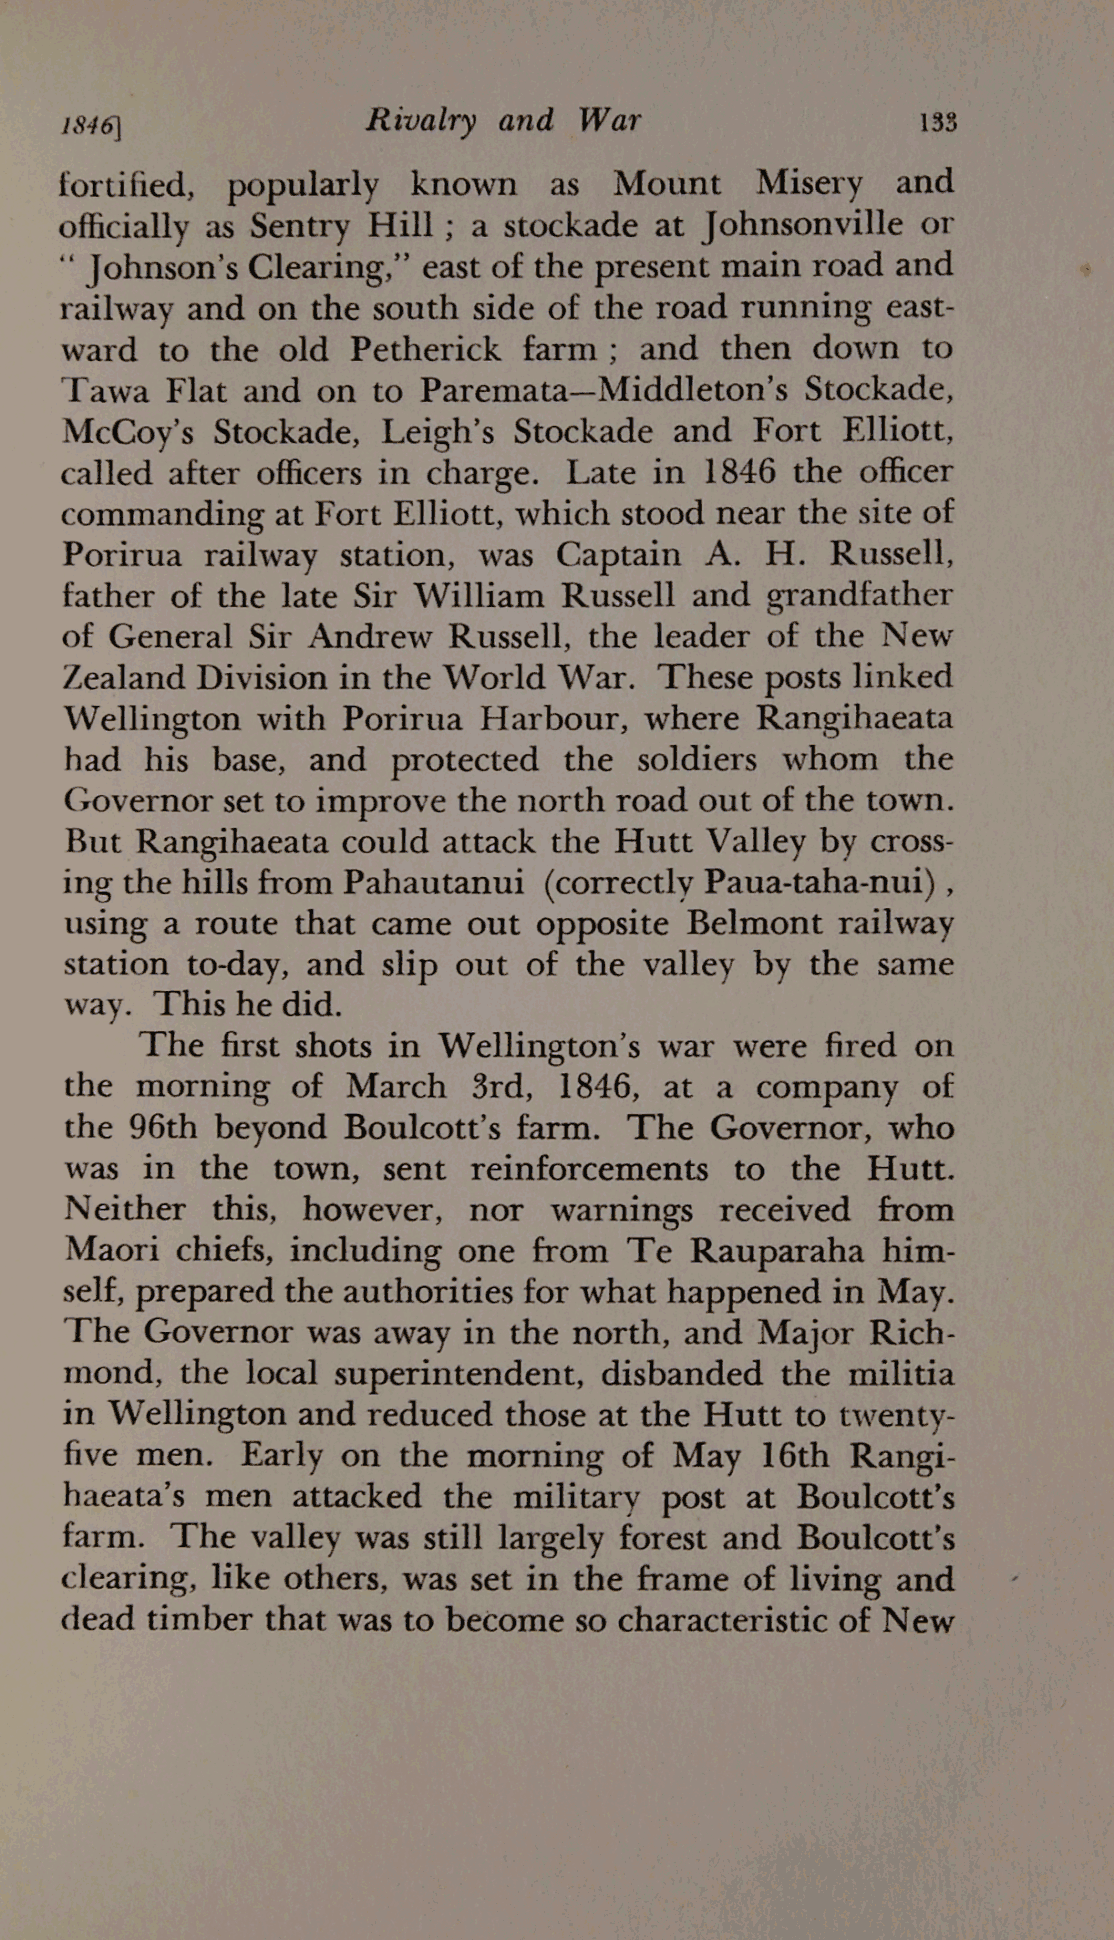 1846] Rivalry and War 133
fortified, popularly known as Mount Misery and
officially as Sentry Hill ; a stockade at Johnsonville or
“ Johnson's Clearing,” east of the present main road and
railway and on the south side of the road running east-
ward to the old Petherick farm ; and then down to
Tawa Flat and on to Paremata—Middleton's Stockade,
McCoy's Stockade, Leigh's Stockade and Fort Elliott,
called after officers in charge. Late in 1846 the officer
commanding at Fort Elliott, which stood near the site of
Porirua railway station, was Captain A. H. Russell,
father of the late Sir William Russell and grandfather
of General Sir Andrew Russell, the leader of the New
Zealand Division in the World War. These posts linked
Wellington with Porirua Harbour, where Rangihaeata
had his base, and protected the soldiers whom the
Governor set to improve the north road out of the town.
But Rangihaeata could attack the Hutt Valley by cross-
ing the hills from Pahautanui (correctly Paua-taha-nui) ,
using a route that came out opposite Belmont railway
station to-day, and slip out of the valley by the same
way. This he did.
The first shots in Wellington's war were fired on
the morning of March 3rd, 1846, at a company of
the 96th beyond Boulcott's farm. The Governor, who
was in the town, sent reinforcements to the Hutt.
Neither this, however, nor warnings received from
Maori chiefs, including one from Te Rauparaha him-
self, prepared the authorities for what happened in May.
The Governor was away in the north, and Major Rich-
mond, the local superintendent, disbanded the militia
in Wellington and reduced those at the Hutt to twenty-
five men. Early on the morning of May 16th Rangi-
haeata's men attacked the military post at Boulcott's
farm. The valley was still largely forest and Boulcott's
clearing, like others, was set in the frame of living and
dead timber that was to become so characteristic of New